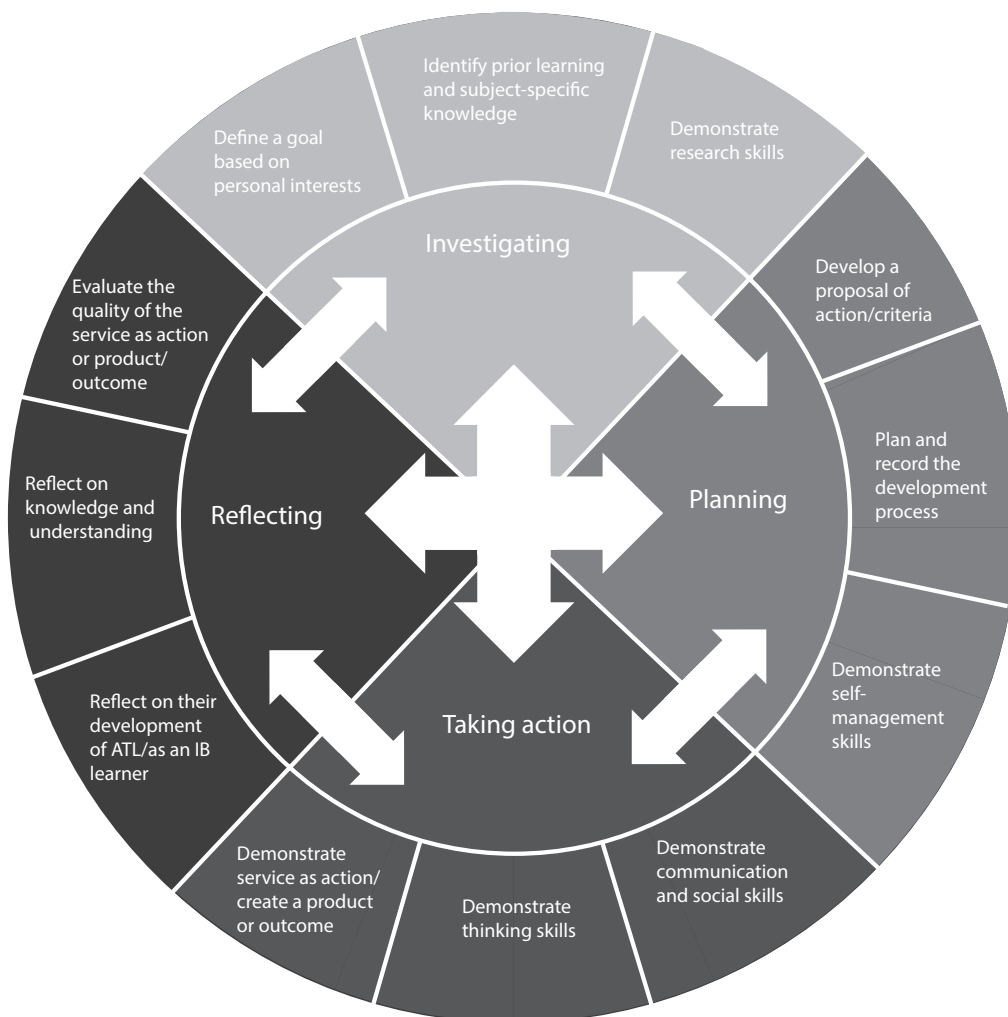 Define a goal
based on
personal interests
Identify prior learning
and subject-specific
knowledge
Demonstrate
research skills
Investigating
Develop a
proposal of
action/criteria
Plan and
record the
development
process
Demonstrate
self-
management
skills
Planning
Demonstrate
communication
and social skills
Demonstrate
thinking skills
Demonstrate
service as action/
create a product
or outcome
Taking action
Reflect on their
development
of ATL/as an IB
learner
Reflect on
knowledge and
understanding
Evaluate the
quality of the
service as action
or product/
outcome
Reflecting